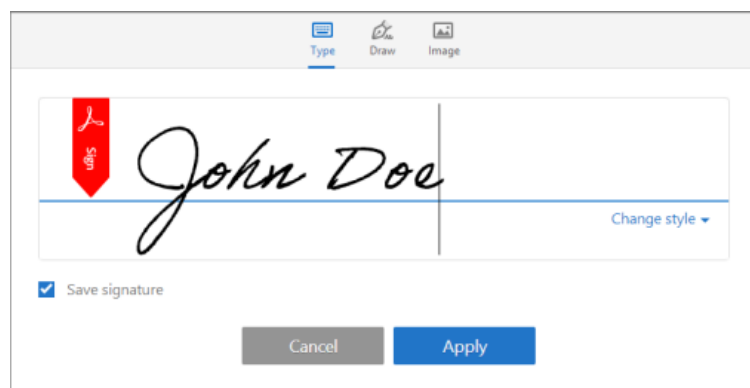 Type Draw Image
Sign
John Doe
Change style
Save signature
Cancel Apply